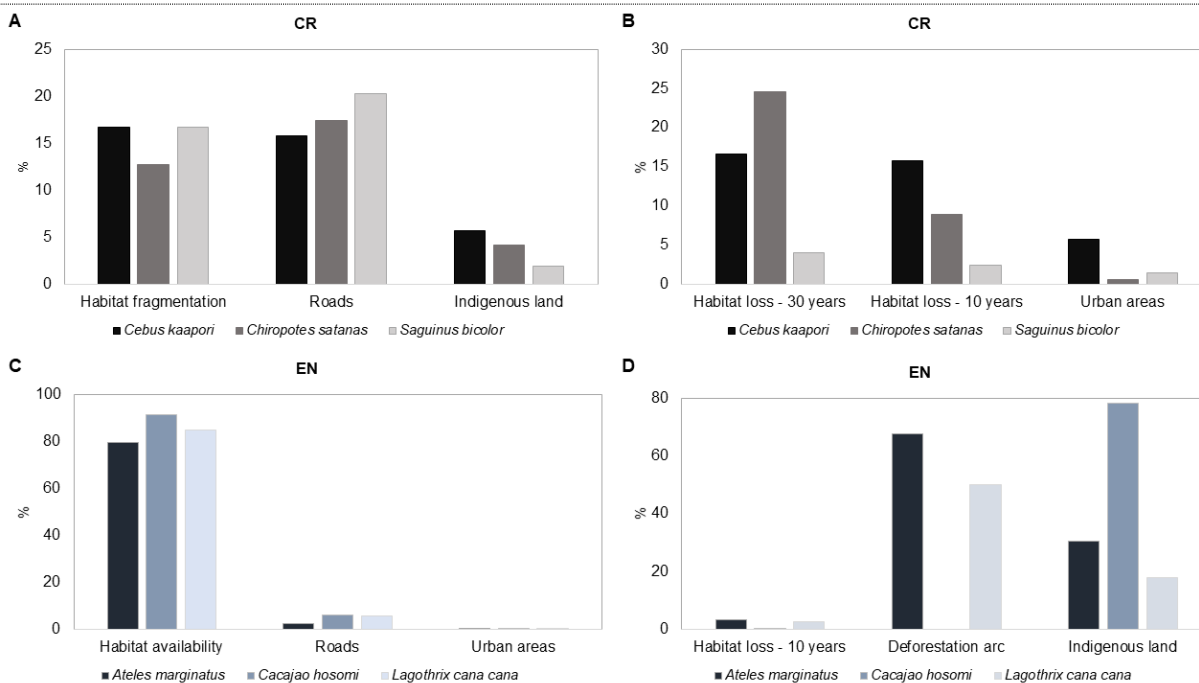 A
CR
25
20
15
10
5
0
%
Habitat fragmentation Roads Indigenous land
Cebus kaapori Chiropotes satanas Saguinus bicolor
B
CR
30
25
20
15
10
5
0
%
Habitat loss - 30 years Habitat loss - 10 years Urban areas
Cebus kaapori Chiropotes satanas Saguinus bicolor
C
EN
100
80
60
40
20
0
%
Habitat availability Roads Urban areas
Ateles marginatus Cacajao hosomi Lagothrix cana cana
D
EN
80
60
40
20
0
%
Habitat loss - 10 years Deforestation arc Indigenous land
Ateles marginatus Cacajao hosomi Lagothrix cana cana